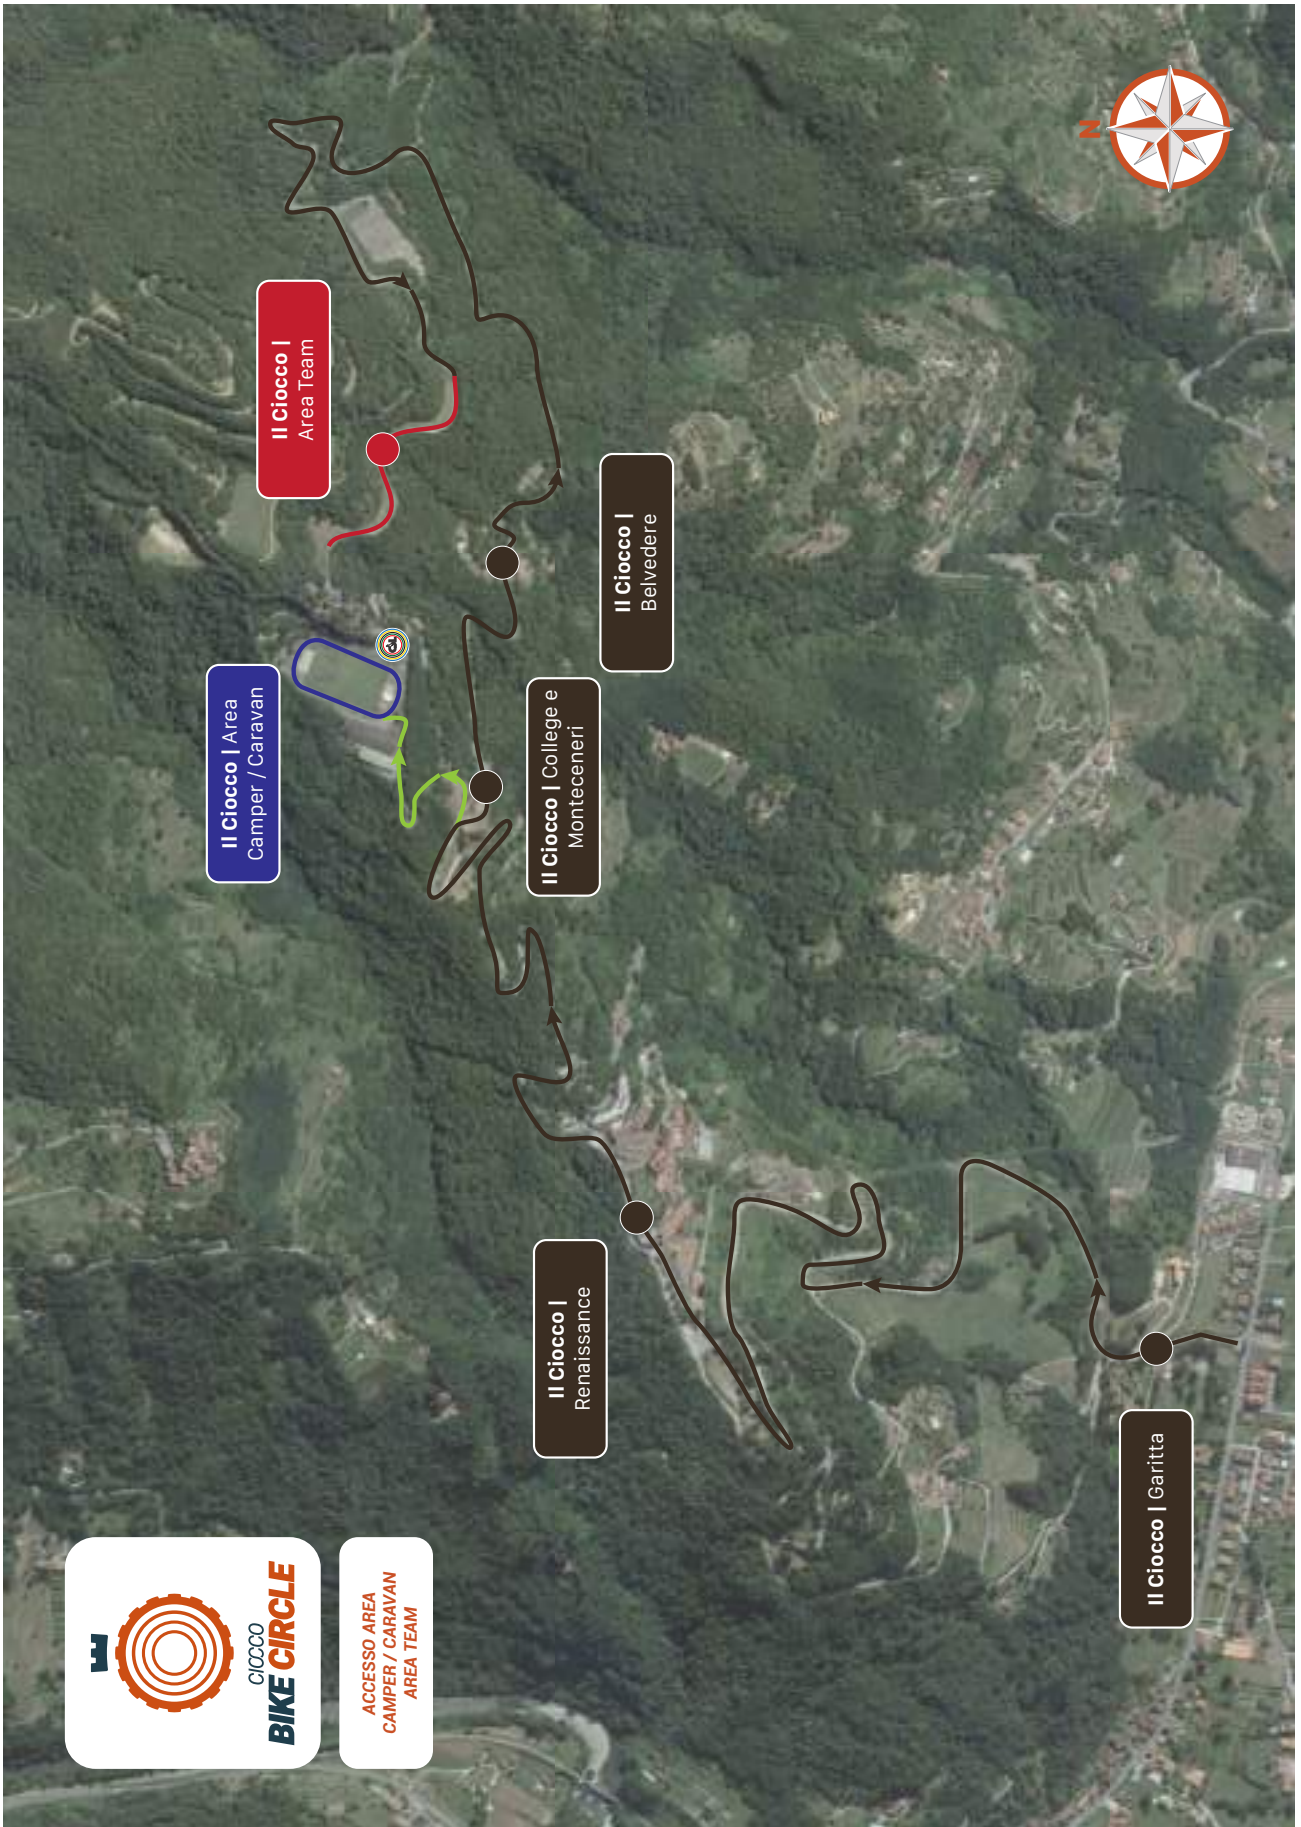 CIOCCO
BIKE CIRCLE
ACCESSO AREA
CAMPER / CARAVAN
AREA TEAM
Il Ciocco | Area
Camper / Caravan
Il Ciocco |
Area Team
Il Ciocco |
Renaissance
Il Ciocco | College e
Monteceneri
Il Ciocco |
Belvedere
Il Ciocco | Garitta
N